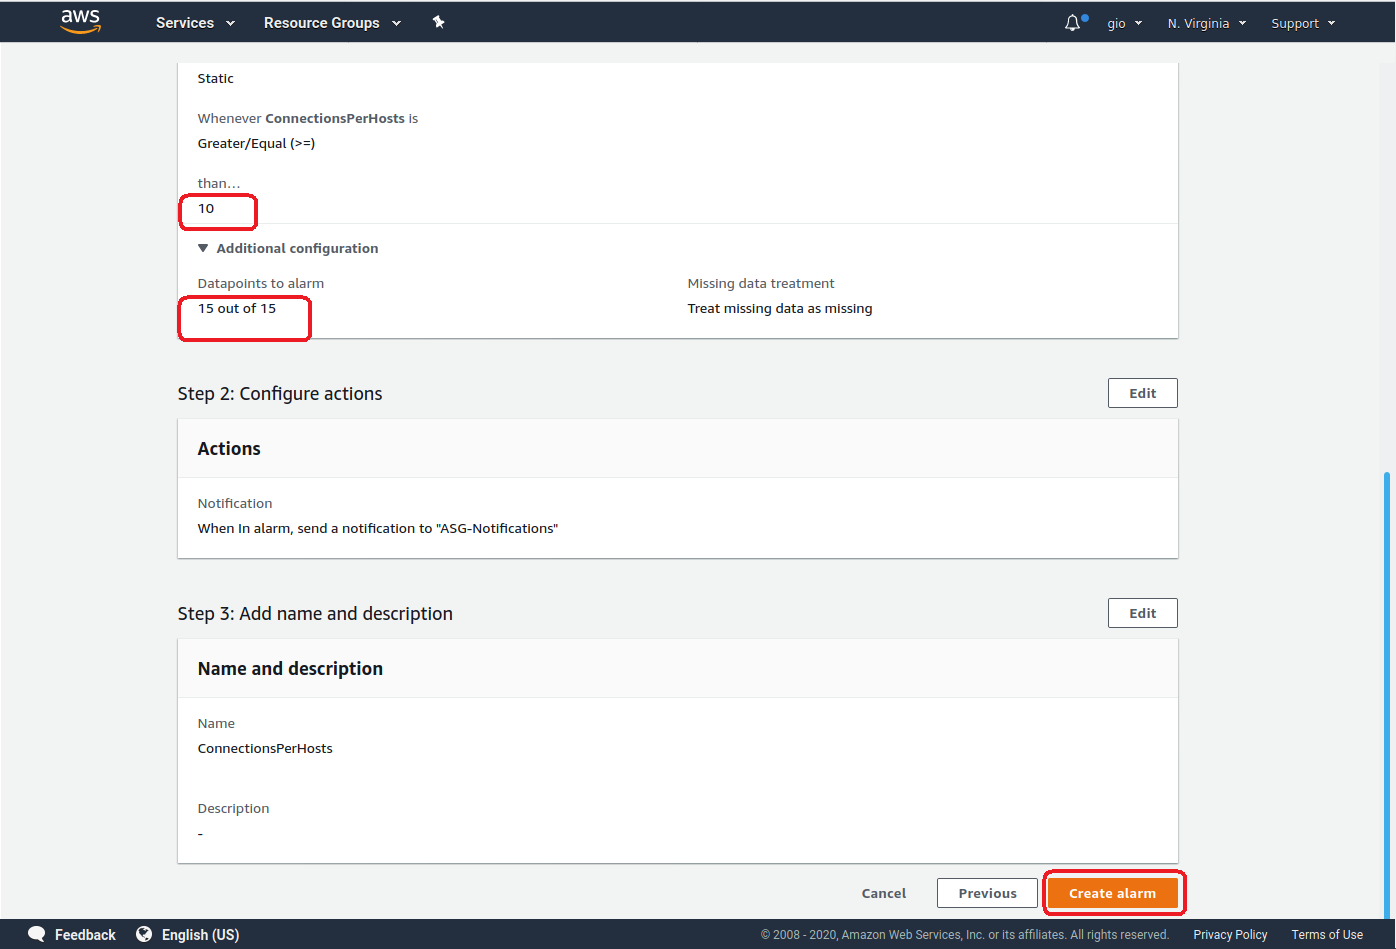 aws Services Resource Groups gio N. Virginia Support
Static
Whenever ConnectionsPerHosts is
Greater/Equal (>=)
than...
10
Additional configuration
Datapoints to alarm Missing data treatment
15 out of 15 Treat missing data as missing
Step 2: Configure actions Edit
Actions
Notification
When In alarm, send a notification to "ASG-Notifications"
Step 3: Add name and description Edit
Name and description
Name
ConnectionsPerHosts
Description
-
Cancel Previous Create alarm
Feedback English (US) © 2008 - 2020, Amazon Web Services, Inc. or its affiliates. All rights reserved. Privacy Policy Terms of Use